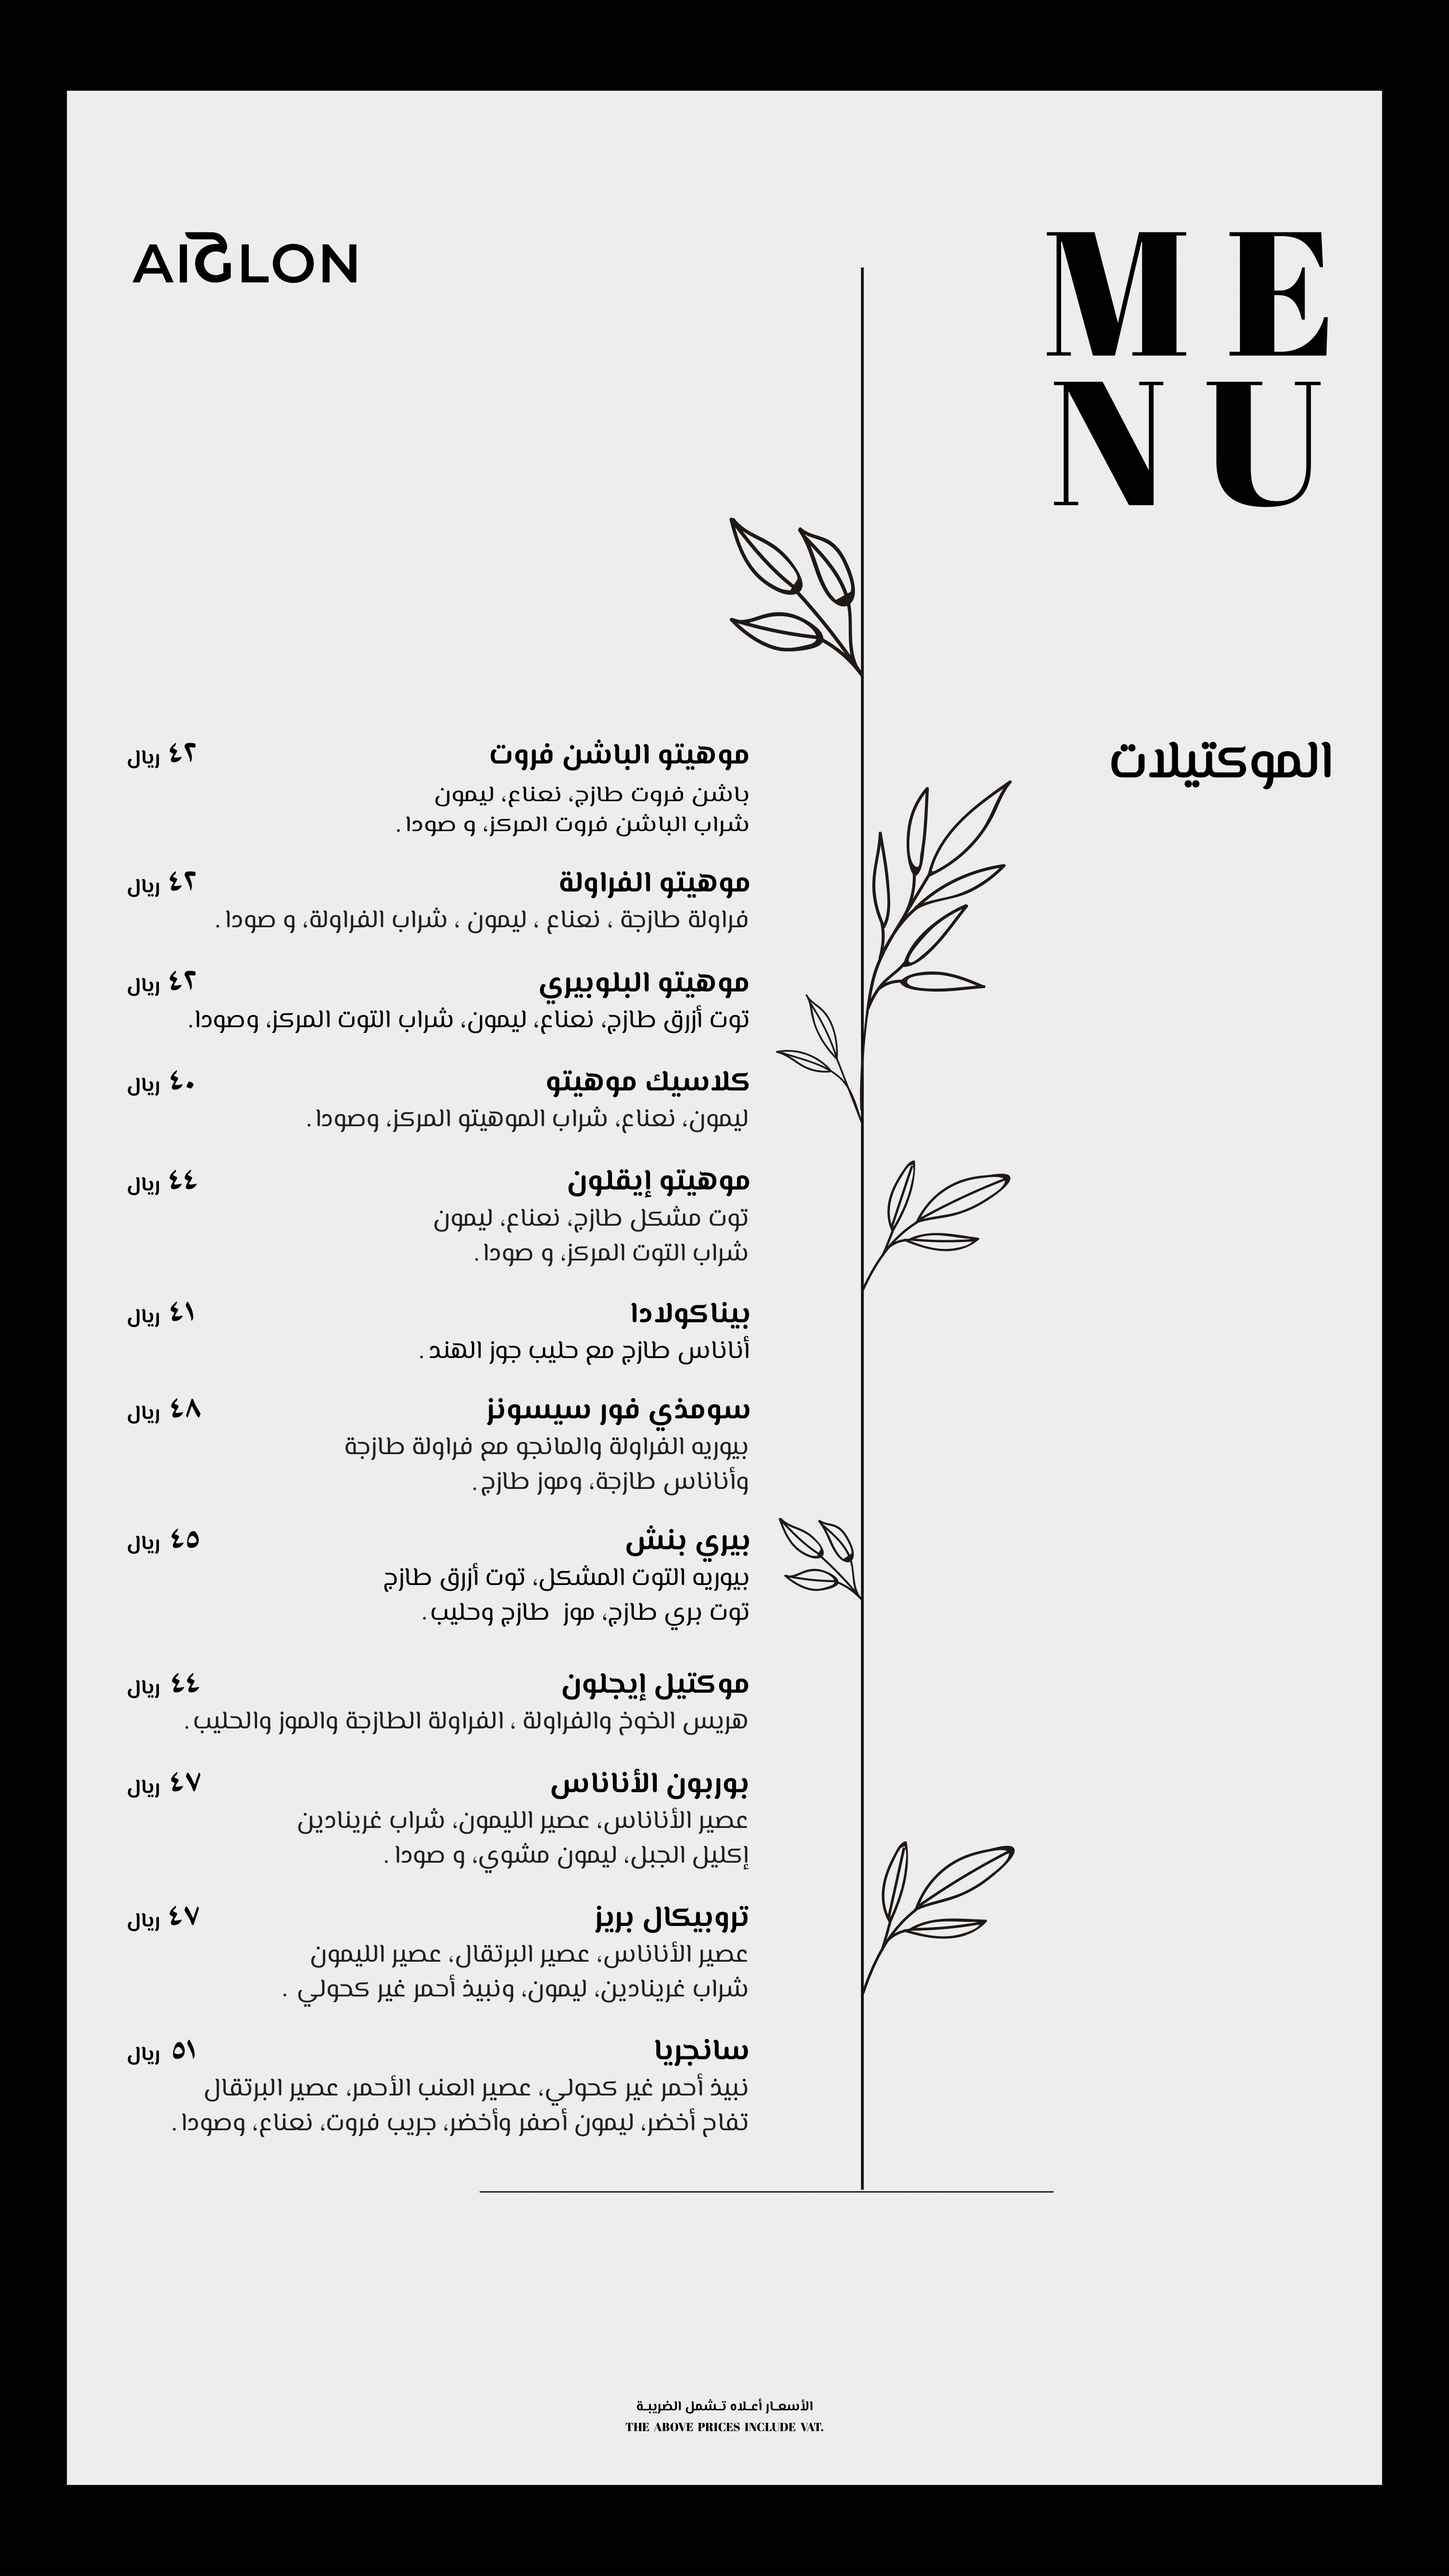 AIGLON
ME
NU
الموكتيلات
موهيتو الباشن فروت ٤٢ ريال
باشن فروت طازج، نعناع، ليمون
شراب الباشن فروت المركز، و صودا.
موهيتو الفراولة ٤٢ ريال
فراولة طازجة ، نعناع ، ليمون ، شراب الفراولة، و صودا.
موهيتو البلوبيري ٤٢ ريال
توت أزرق طازج، نعناع، ليمون، شراب التوت المركز، وصودا.
كلاسيك موهيتو ٤٠ ريال
ليمون، نعناع، شراب الموهيتو المركز، وصودا.
موهيتو إيقلون ٤٤ ريال
توت مشكل طازج، نعناع، ليمون
شراب التوت المركز، و صودا.
بيناكولادا ٤١ ريال
أناناس طازج مع حليب جوز الهند.
سومذي فور سيسونز ٤٨ ريال
بيوريه الفراولة والمانجو مع فراولة طازجة
وأناناس طازجة، وموز طازج.
بيري بنش ٤٥ ريال
بيوريه التوت المشكل، توت أزرق طازج
توت بري طازج، موز طازج وحليب.
موكتيل إيجلون ٤٤ ريال
هريس الخوخ والفراولة ، الفراولة الطازجة والموز والحليب.
بوربون الأناناس ٤٧ ريال
عصير الأناناس، عصير الليمون، شراب غرينادين
إكليل الجبل، ليمون مشوي، و صودا .
تروبيكال بريز ٤٧ ريال
عصير الأناناس، عصير البرتقال، عصير الليمون
شراب غرينادين، ليمون، ونبيذ أحمر غير كحولي .
سانجريا ٥١ ريال
نبيذ أحمر غير كحولي، عصير العنب الأحمر، عصير البرتقال
تفاح أخضر، ليمون أصفر وأخضر، جريب فروت، نعناع، وصودا.
الأسعـار أعـلاه تـشمل الضريبـة
THE ABOVE PRICES INCLUDE VAT.